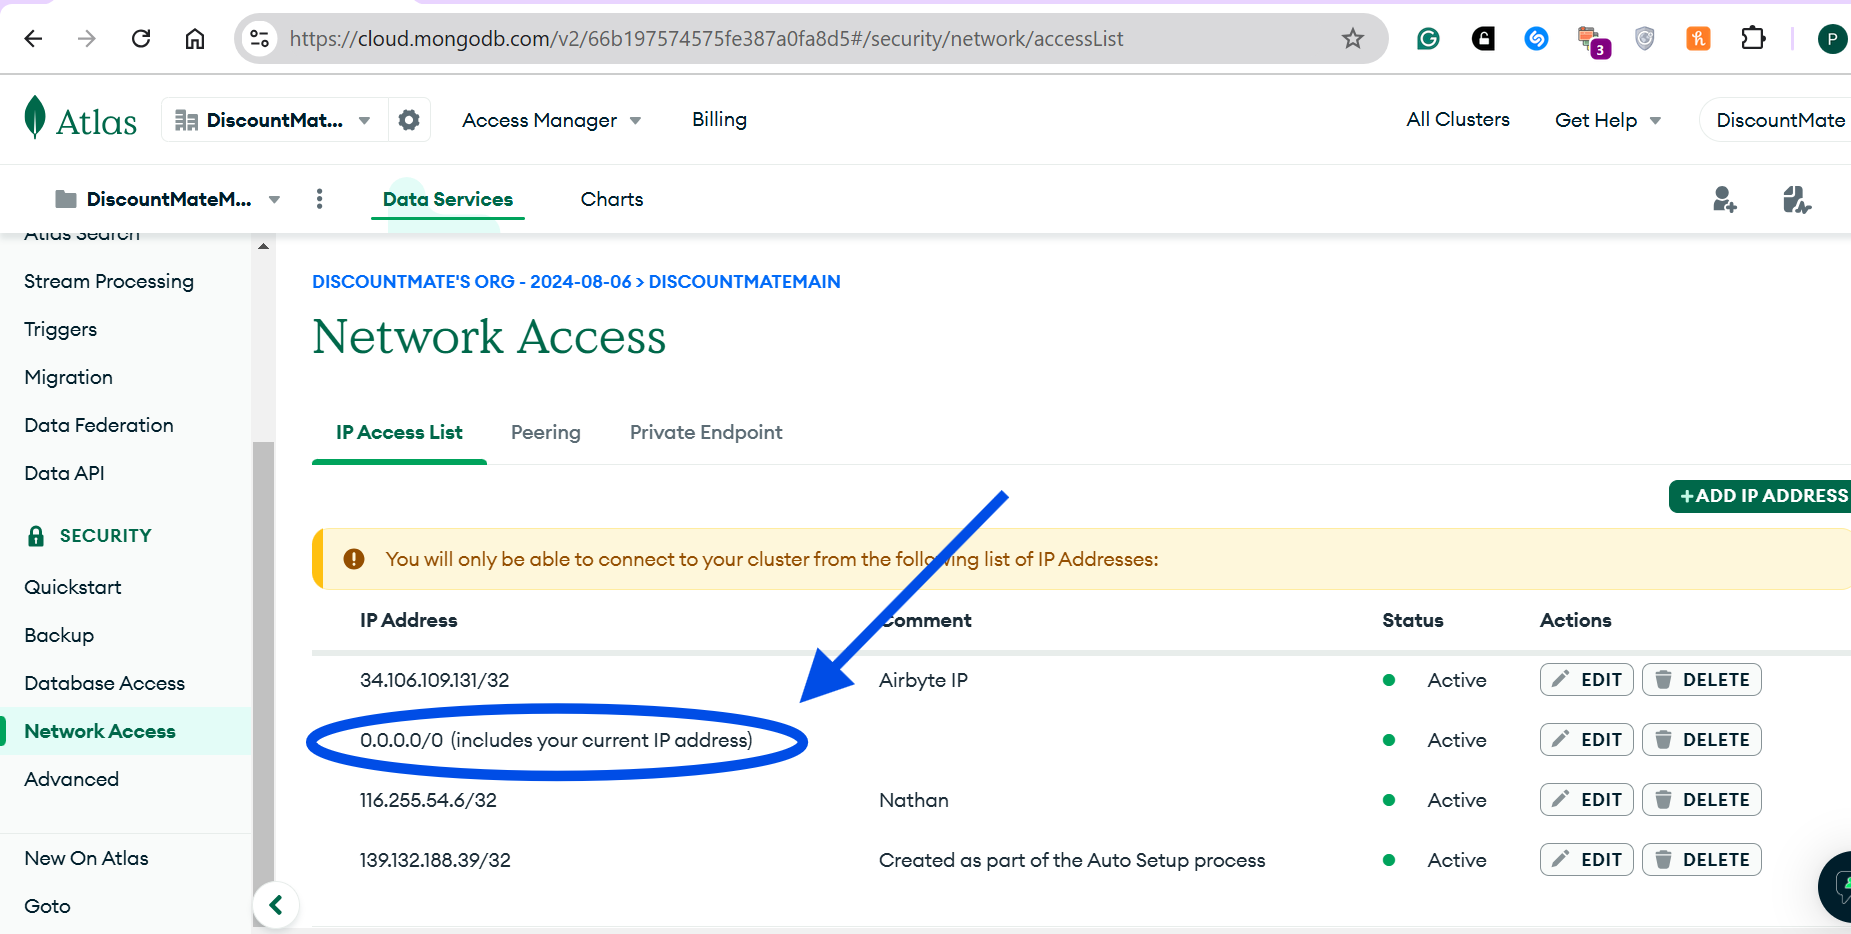 https://cloud.mongodb.com/v2/66b197574575fe387a0fa8d5#/security/network/accessList
3
P
Atlas
DiscountMat...
Access Manager
Billing
All Clusters
Get Help
DiscountMate
DiscountMateM...
Data Services
Charts
Atlas Search
Stream Processing
Triggers
Migration
Data Federation
Data API
SECURITY
Quickstart
Backup
Database Access
Network Access
Advanced
New On Atlas
Goto
DISCOUNTMATE'S ORG - 2024-08-06 > DISCOUNTMATEMAIN
Network Access
IP Access List
Peering
Private Endpoint
+ADD IP ADDRESS
You will only be able to connect to your cluster from the following list of IP Addresses:
IP Address Comment Status Actions
34.106.109.131/32 Airbyte IP Active EDIT DELETE
0.0.0.0/0 (includes your current IP address) Active EDIT DELETE
116.255.54.6/32 Nathan Active EDIT DELETE
139.132.188.39/32 Created as part of the Auto Setup process Active EDIT DELETE